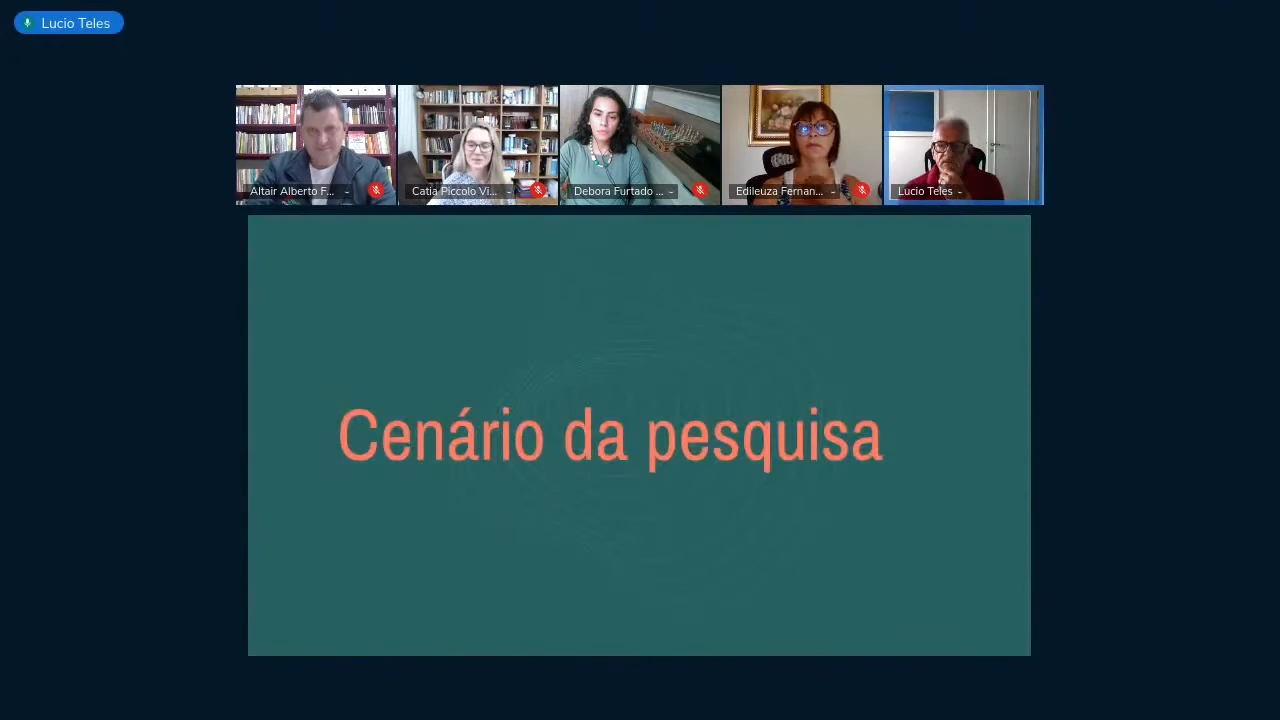 Lucio Teles
Altair Alberto F...
Catia Piccolo Vi...
Debora Furtado ...
Edileuza Fernan...
Lucio Teles
Cenário da pesquisa